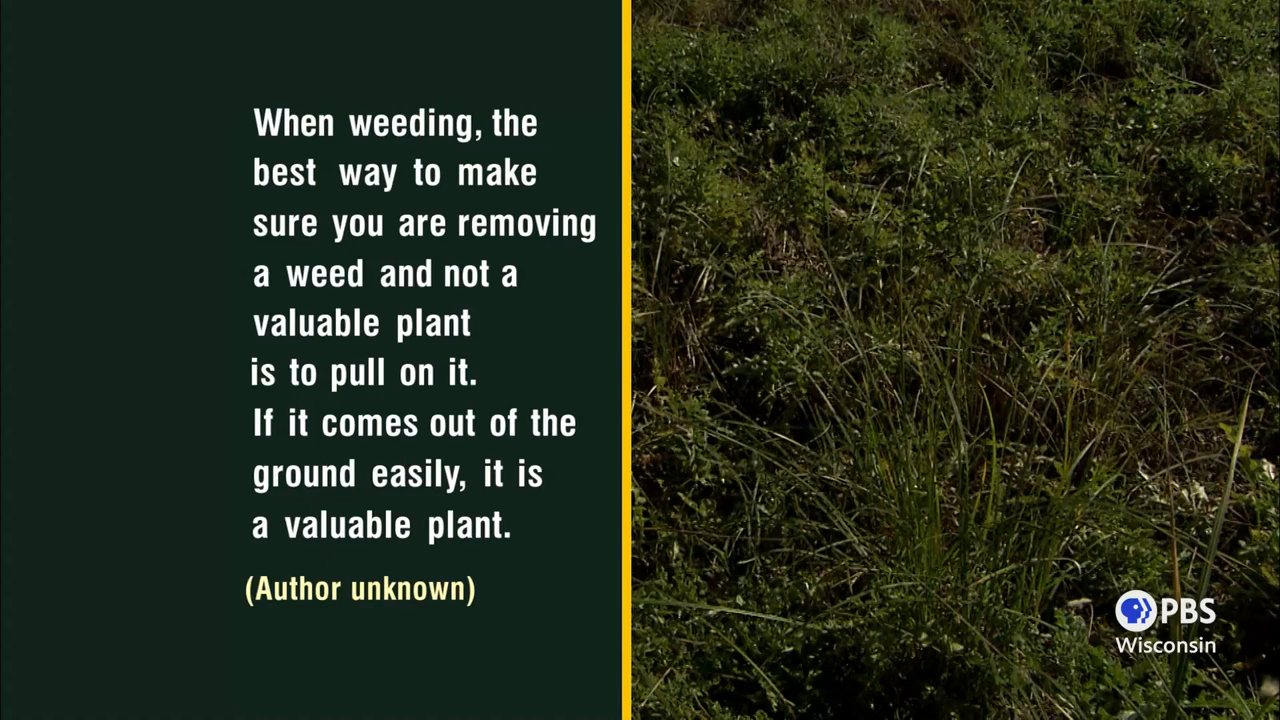 When weeding, the
best way to make
sure you are removing
a weed and not a
valuable plant
is to pull on it.
If it comes out of the
ground easily, it is
a valuable plant.
(Author unknown)
PBS
Wisconsin